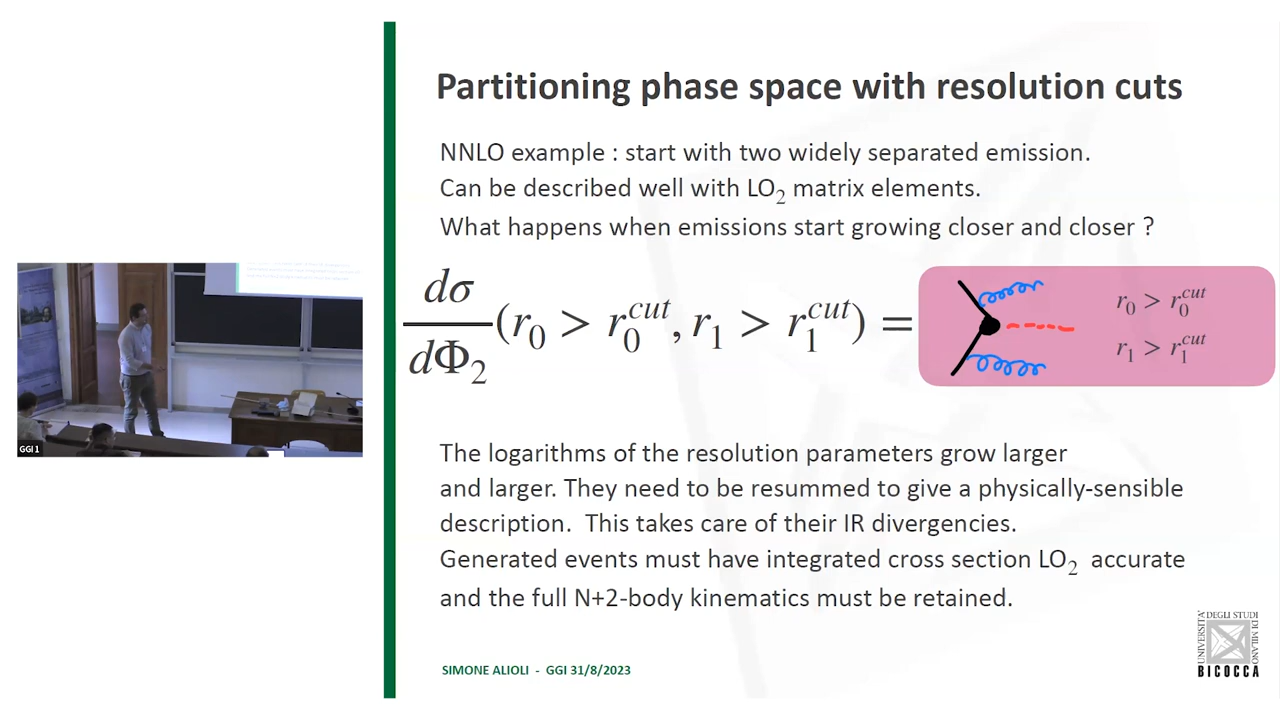 Partitioning phase space with resolution cuts
NNLO example : start with two widely separated emission.
Can be described well with LO₂ matrix elements.
What happens when emissions start growing closer and closer ?
dσ/dΦ₂ (r₀ > r₀^cut, r₁ > r₁^cut) =
r₀ > r₀^cut
r₁ > r₁^cut
The logarithms of the resolution parameters grow larger
and larger. They need to be resummed to give a physically-sensible
description. This takes care of their IR divergencies.
Generated events must have integrated cross section LO₂ accurate
and the full N+2-body kinematics must be retained.
SIMONE ALIOLI - GGI 31/8/2023
GGI 1
UNIVERSITÀ
DEGLI STUDI
DI MILANO
BICOCCA